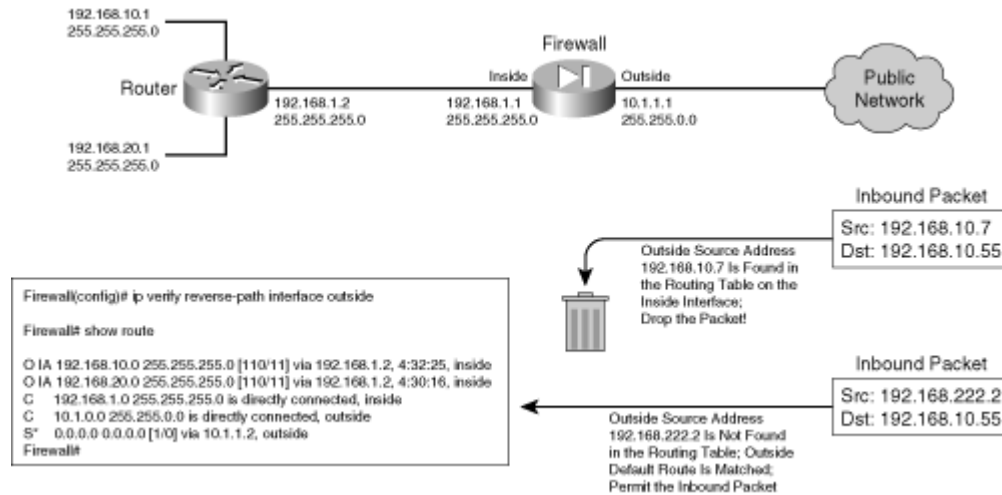 192.168.10.1
255.255.255.0
Router
192.168.1.2
255.255.255.0
192.168.20.1
255.255.255.0
Firewall
Inside
Outside
192.168.1.1
255.255.255.0
10.1.1.1
255.255.0.0
Public
Network
Inbound Packet
Src: 192.168.10.7
Dst: 192.168.10.55
Outside Source Address
192.168.10.7 Is Found in
the Routing Table on the
Inside Interface;
Drop the Packet!
Firewall(config)# ip verify reverse-path interface outside
Firewall# show route
O IA 192.168.10.0 255.255.255.0 [110/11] via 192.168.1.2, 4:32:25, inside
O IA 192.168.20.0 255.255.255.0 [110/11] via 192.168.1.2, 4:30:16, inside
C 192.168.1.0 255.255.255.0 is directly connected, inside
C 10.1.0.0 255.255.0.0 is directly connected, outside
S* 0.0.0.0 0.0.0.0 [1/0] via 10.1.1.2, outside
Firewall#
Inbound Packet
Src: 192.168.222.2
Dst: 192.168.10.55
Outside Source Address
192.168.222.2 Is Not Found
in the Routing Table; Outside
Default Route Is Matched;
Permit the Inbound Packet